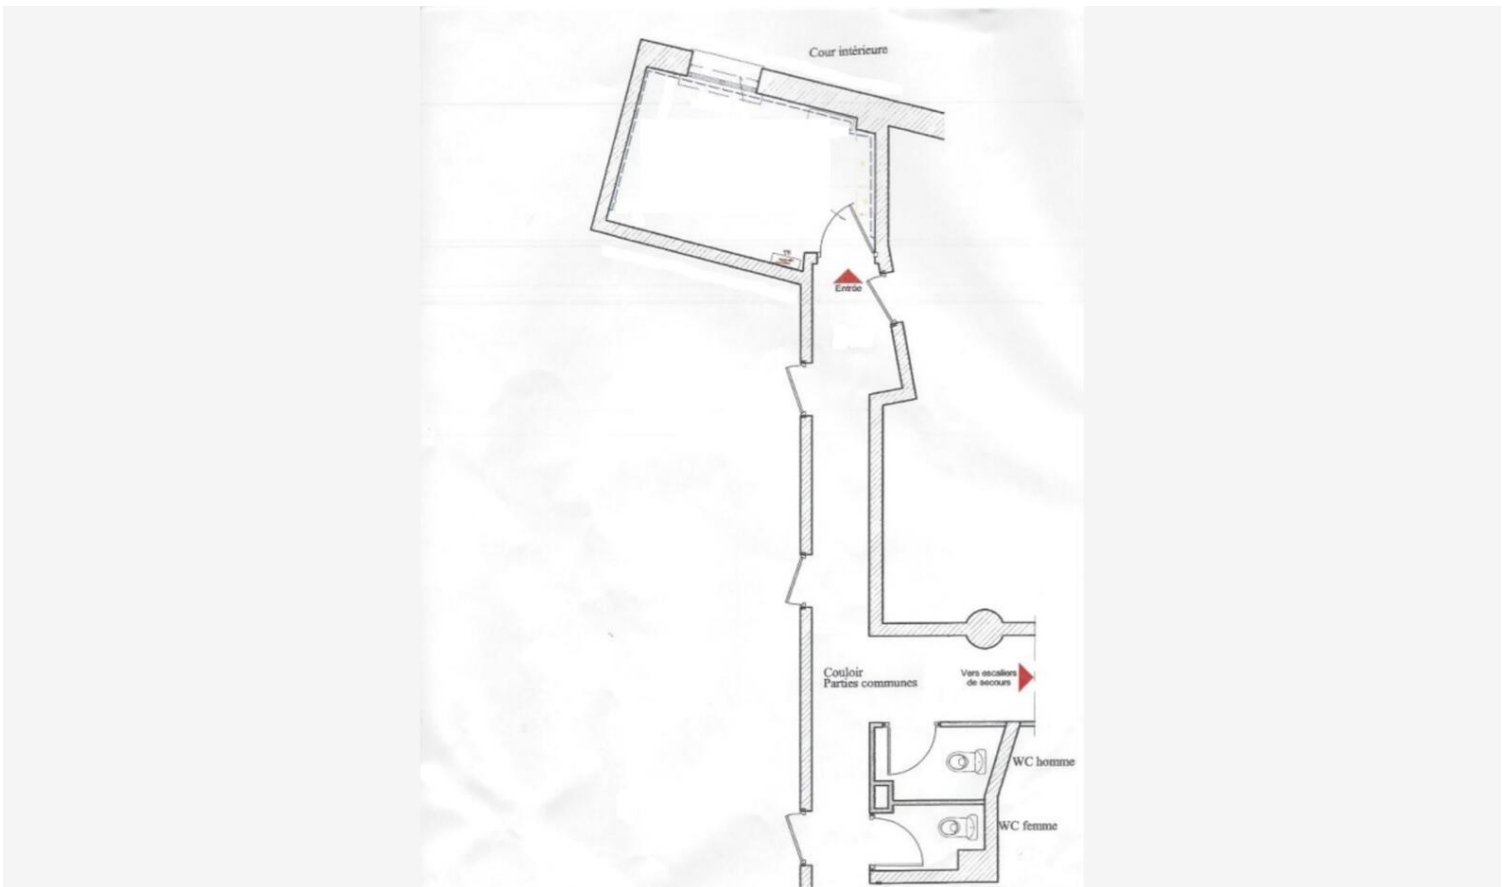 Cour intérieure
Entrée
Couloir
Parties communes
Vers escaliers
de secours
WC homme
WC femme